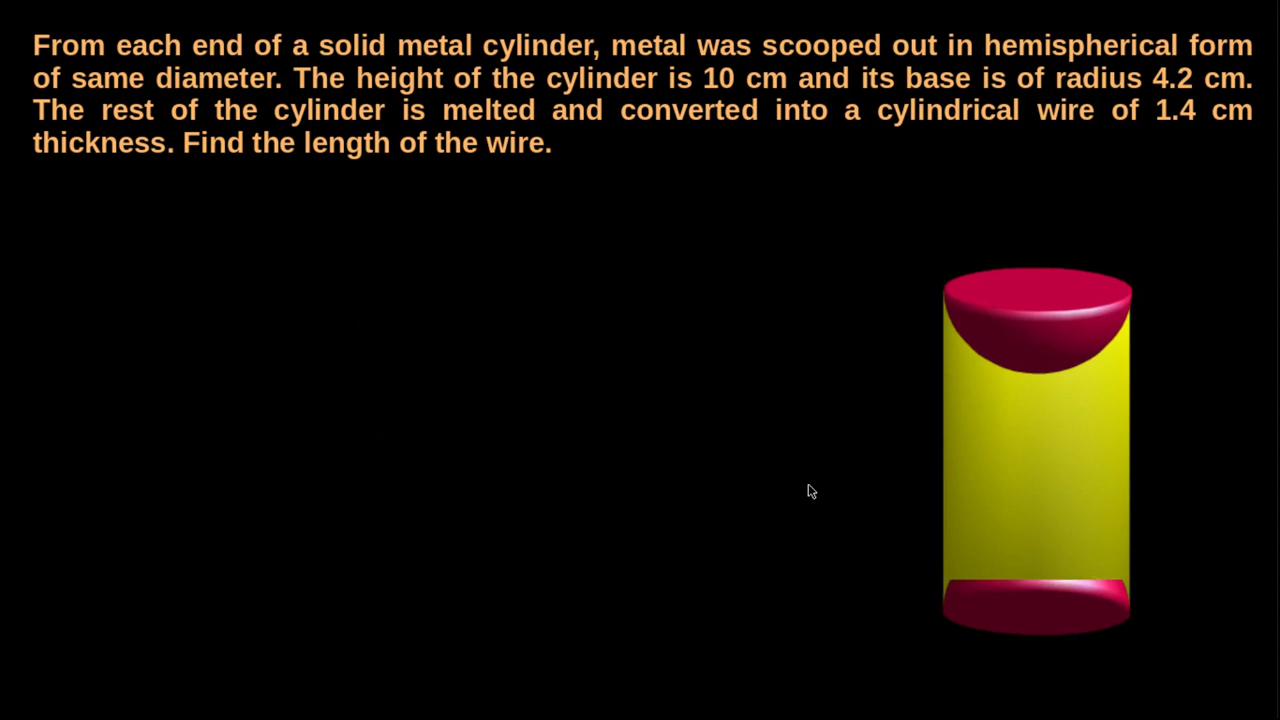 From each end of a solid metal cylinder, metal was scooped out in hemispherical form
of same diameter. The height of the cylinder is 10 cm and its base is of radius 4.2 cm.
The rest of the cylinder is melted and converted into a cylindrical wire of 1.4 cm
thickness. Find the length of the wire.